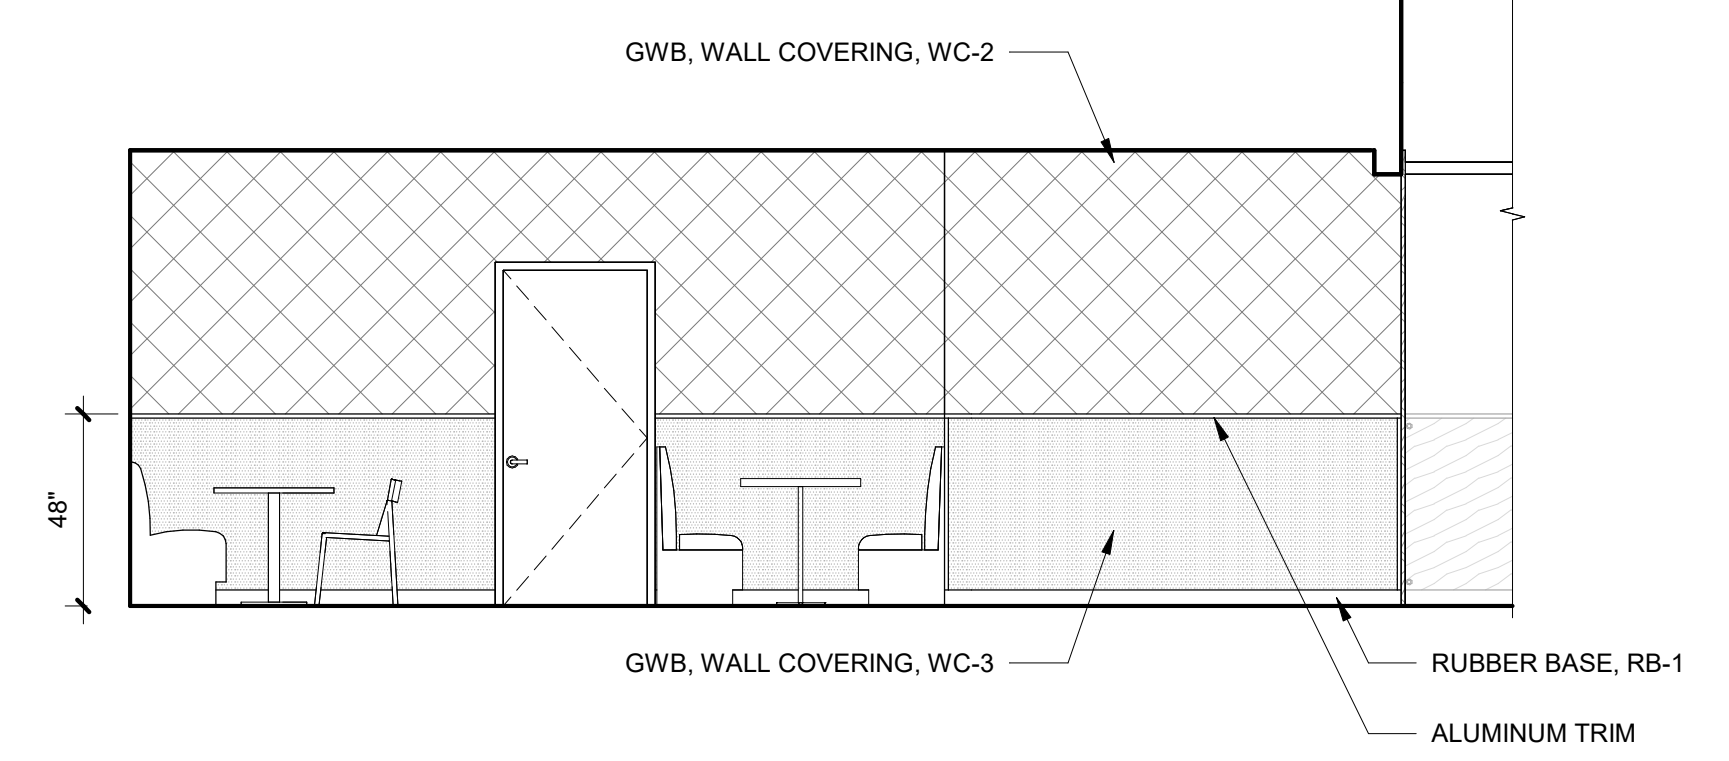 GWB, WALL COVERING, WC-2
48"
GWB, WALL COVERING, WC-3
RUBBER BASE, RB-1
ALUMINUM TRIM